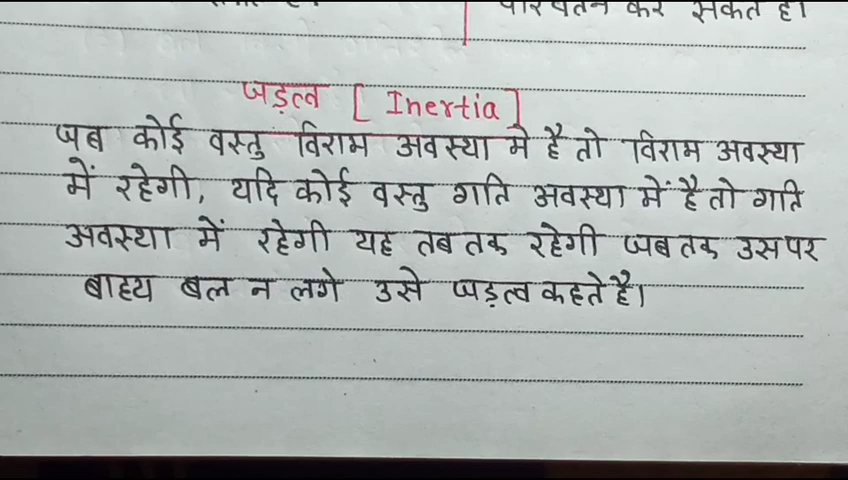 परिवर्तन कर सकते है।
जड़त्व [ Inertia ]
जब कोई वस्तु विराम अवस्था मे है तो विराम अवस्था
में रहेगी, यदि कोई वस्तु गति अवस्था में है तो गति
अवस्था में रहेगी यह तब तक रहेगी जब तक उसपर
बाह्य बल न लगे उसे जड़त्व कहते है।